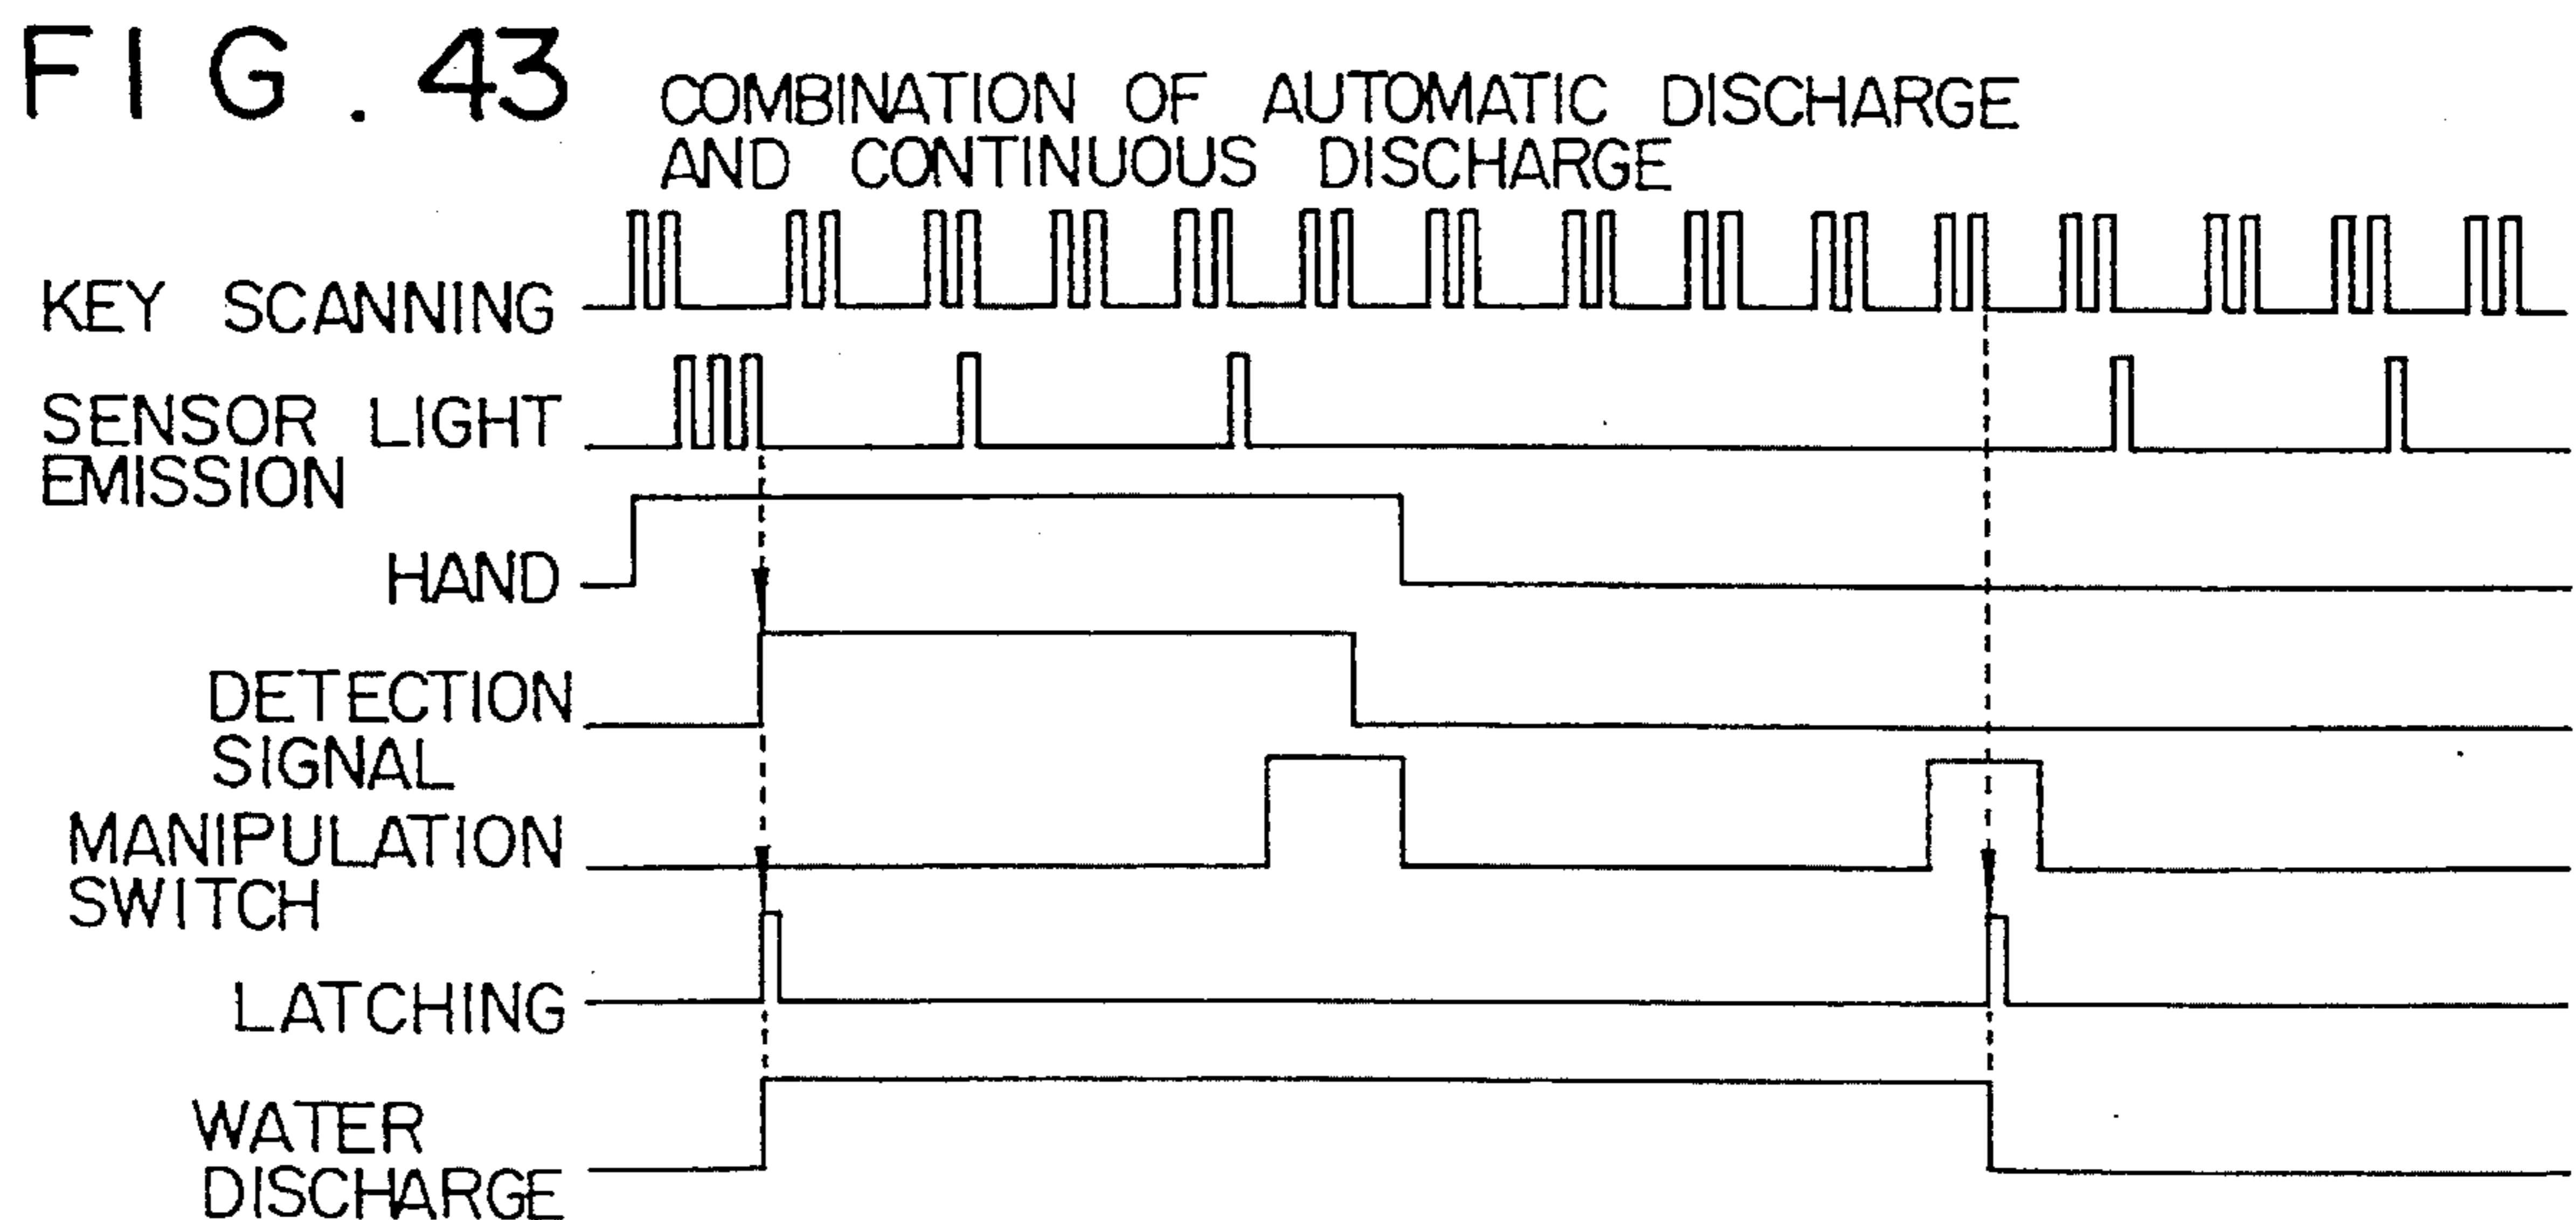 FIG. 43
COMBINATION OF AUTOMATIC DISCHARGE
AND CONTINUOUS DISCHARGE
KEY SCANNING
SENSOR LIGHT
EMISSION
HAND
DETECTION
SIGNAL
MANIPULATION
SWITCH
LATCHING
WATER
DISCHARGE